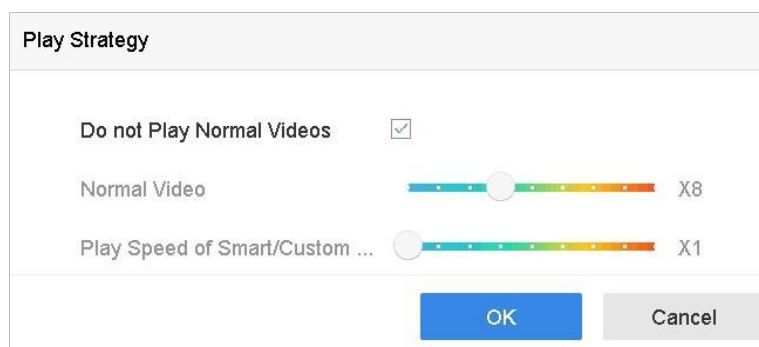 Play Strategy
Do not Play Normal Videos
Normal Video X8
Play Speed of Smart/Custom ... X1
OK Cancel